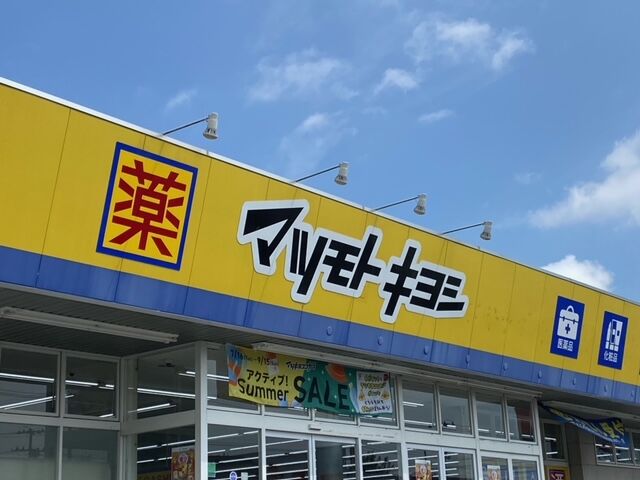 薬
マツモトキヨシ
医薬品
化粧品
アクティブ!
Summer SALE